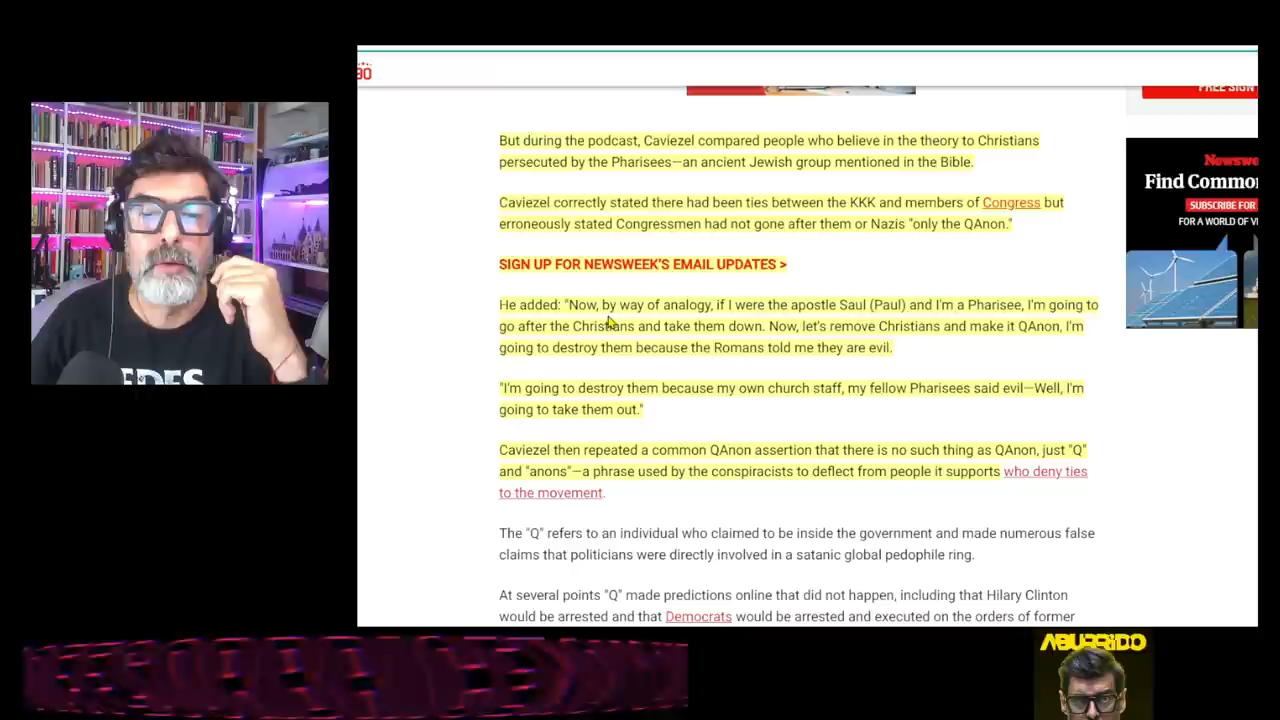 90
FREE SIGN
But during the podcast, Caviezel compared people who believe in the theory to Christians
persecuted by the Pharisees—an ancient Jewish group mentioned in the Bible.
Caviezel correctly stated there had been ties between the KKK and members of Congress but
erroneously stated Congressmen had not gone after them or Nazis "only the QAnon."
SIGN UP FOR NEWSWEEK'S EMAIL UPDATES >
He added: "Now, by way of analogy, if I were the apostle Saul (Paul) and I'm a Pharisee, I'm going to
go after the Christians and take them down. Now, let's remove Christians and make it QAnon, I'm
going to destroy them because the Romans told me they are evil.
"I'm going to destroy them because my own church staff, my fellow Pharisees said evil—Well, I'm
going to take them out."
Caviezel then repeated a common QAnon assertion that there is no such thing as QAnon, just "Q"
and "anons"—a phrase used by the conspiracists to deflect from people it supports who deny ties
to the movement.
The "Q" refers to an individual who claimed to be inside the government and made numerous false
claims that politicians were directly involved in a satanic global pedophile ring.
At several points "Q" made predictions online that did not happen, including that Hilary Clinton
would be arrested and that Democrats would be arrested and executed on the orders of former
Newswe
Find Commo
SUBSCRIBE FOR
FOR A WORLD OF V
EDES
ABURRIDO